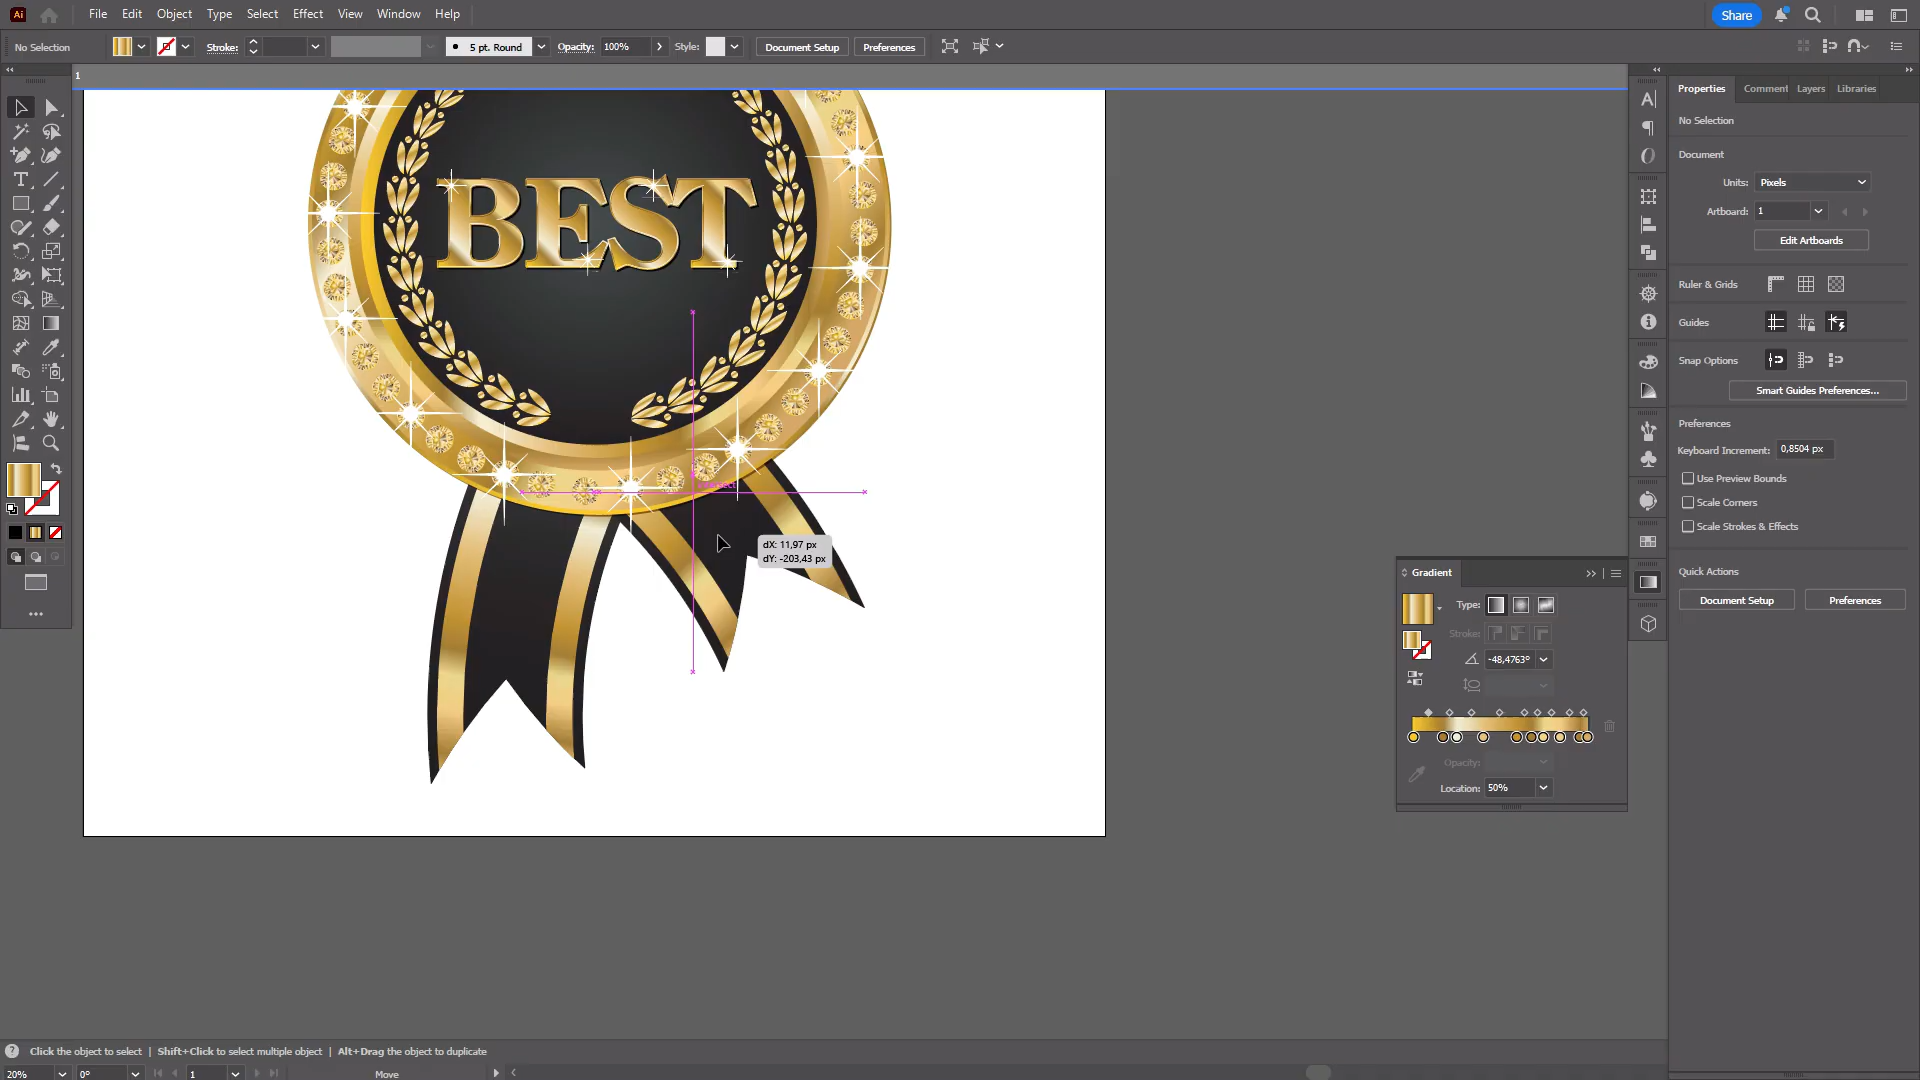 Ai File Edit Object Type Select Effect View Window Help Share
No Selection Stroke: 5 pt. Round Opacity: 100% Style: Document Setup Preferences
1
Properties Comment Layers Libraries
No Selection
Document
Units: Pixels
Artboard: 1
Edit Artboards
Ruler & Grids
Guides
Snap Options
Smart Guides Preferences...
Preferences
Keyboard Increment: 0,8504 px
Use Preview Bounds
Scale Corners
Scale Strokes & Effects
Quick Actions
Document Setup Preferences
BEST
dX: 11,97 px
dY: -203,43 px
Gradient
Type:
Stroke:
-48,4763°
Opacity:
Location: 50%
Click the object to select | Shift+Click to select multiple object | Alt+Drag the object to duplicate
20% 0° 1 Move